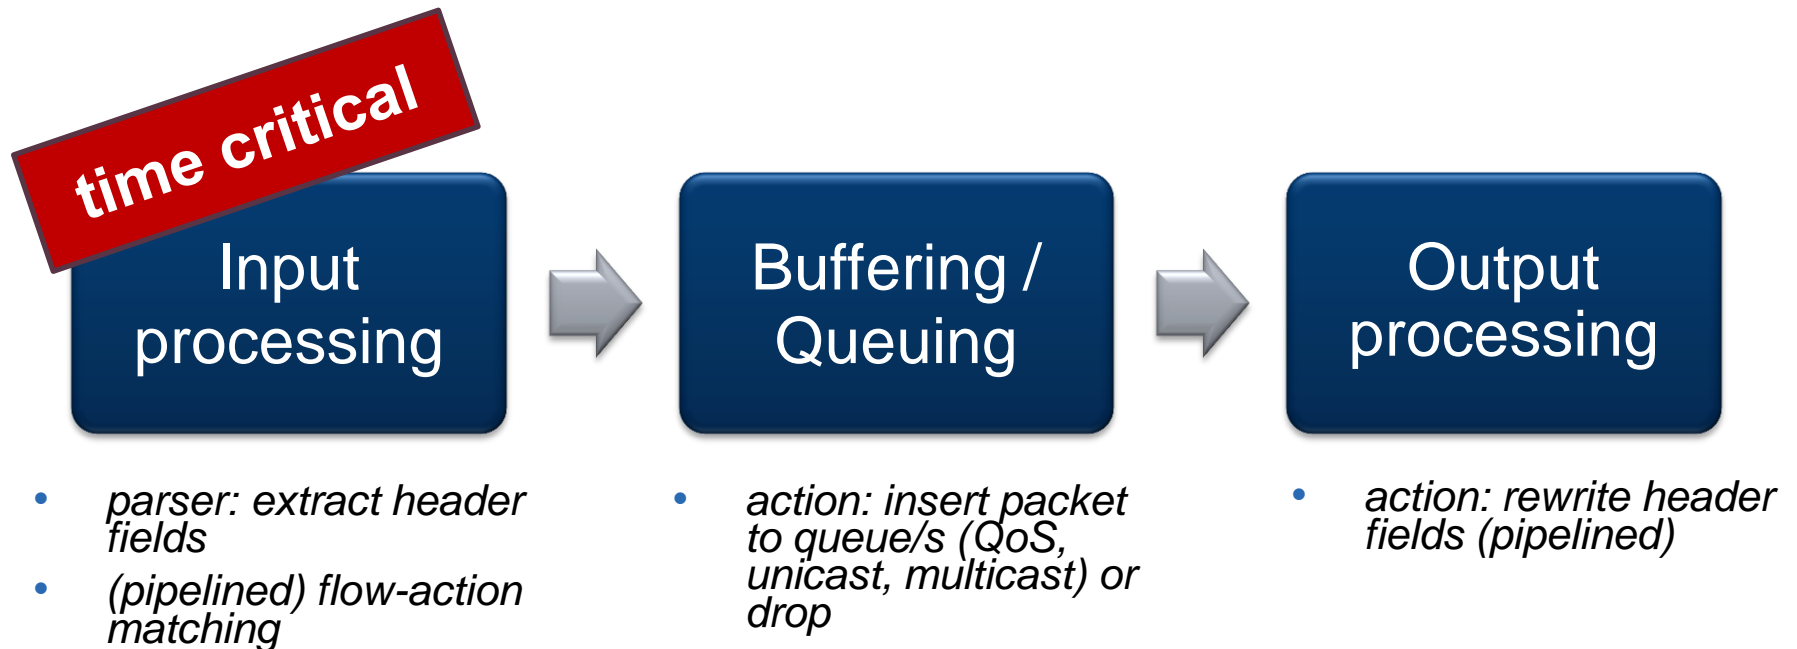 time critical
Input
processing
Buffering /
Queuing
Output
processing
• parser: extract header
fields
• (pipelined) flow-action
matching
• action: insert packet
to queue/s (QoS,
unicast, multicast) or
drop
• action: rewrite header
fields (pipelined)